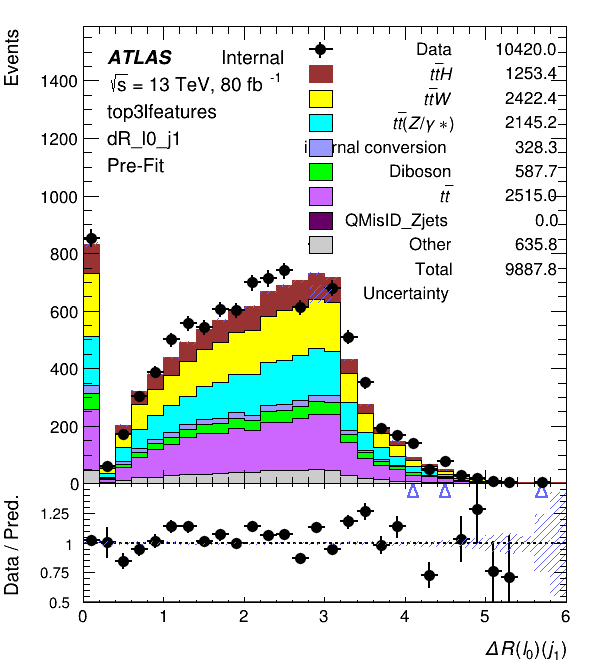 Events
ATLAS Internal
√s = 13 TeV, 80 fb⁻¹
top3lfeatures
dR_l0_j1
Pre-Fit
Data 10420.0
tt̄H 1253.4
tt̄W 2422.4
tt̄(Z/γ*) 2145.2
internal conversion 328.3
Diboson 587.7
tt̄ 2515.0
QMisID_Zjets 0.0
Other 635.8
Total 9887.8
Uncertainty
1400
1200
1000
800
600
400
200
0
Data / Pred.
1.25
1
0.75
0.5
0 1 2 3 4 5 6
ΔR(l₀)(j₁)